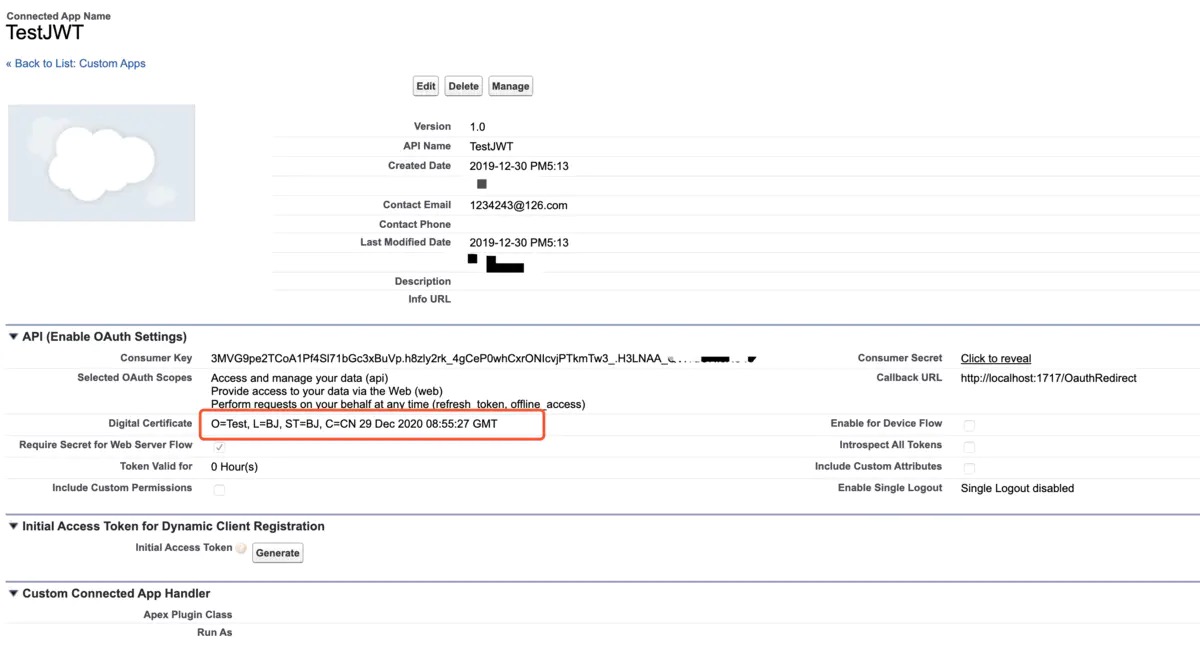 Connected App Name
TestJWT
« Back to List: Custom Apps
Edit Delete Manage
Version 1.0
API Name TestJWT
Created Date 2019-12-30 PM5:13
Contact Email 1234243@126.com
Contact Phone
Last Modified Date 2019-12-30 PM5:13
Description
Info URL
API (Enable OAuth Settings)
Consumer Key Consumer Secret Click to reveal
Selected OAuth Scopes Access and manage your data (api) Callback URL http://localhost:1717/OauthRedirect
Provide access to your data via the Web (web)
Perform requests on your behalf at any time (refresh_token, offline_access)
Digital Certificate O=Test, L=BJ, ST=BJ, C=CN 29 Dec 2020 08:55:27 GMT Enable for Device Flow
Require Secret for Web Server Flow Introspect All Tokens
Token Valid for 0 Hour(s) Include Custom Attributes
Include Custom Permissions Enable Single Logout Single Logout disabled
Initial Access Token for Dynamic Client Registration
Initial Access Token Generate
Custom Connected App Handler
Apex Plugin Class
Run As